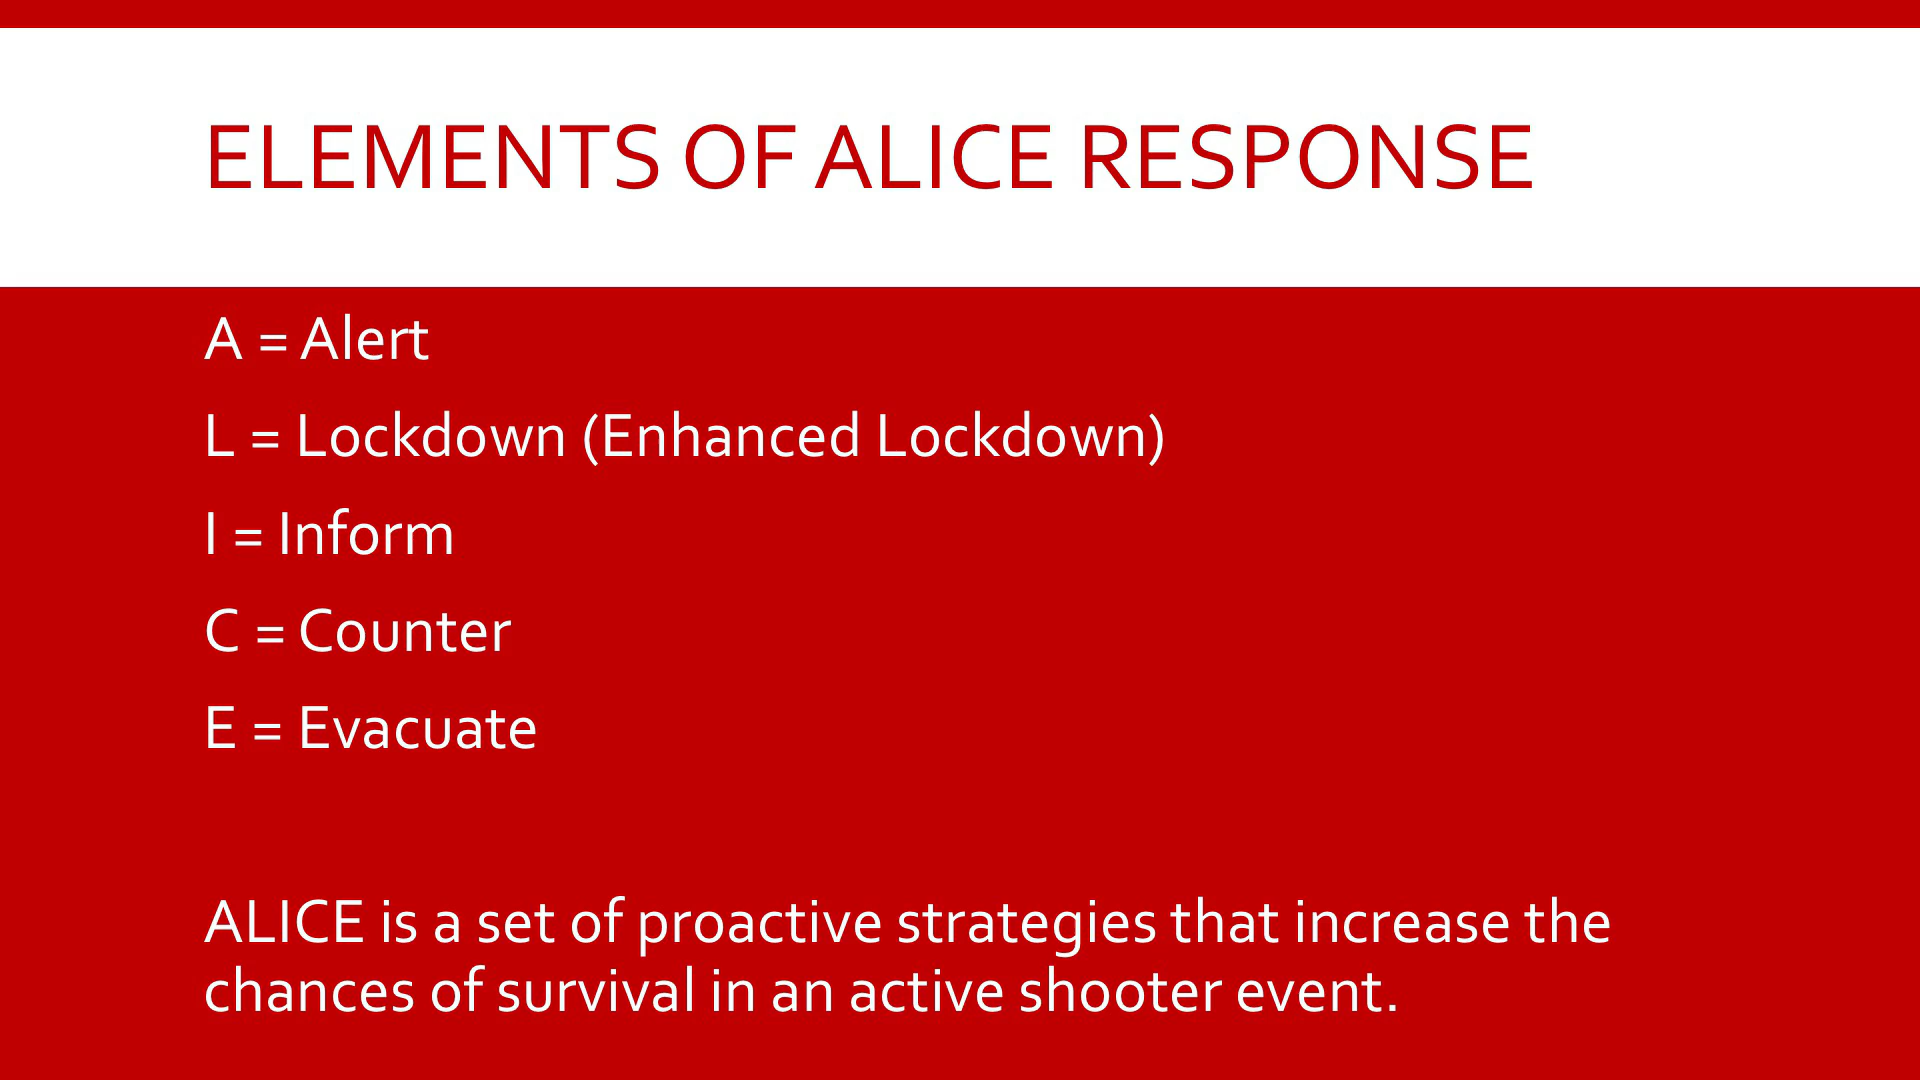 ELEMENTS OF ALICE RESPONSE
A = Alert
L = Lockdown (Enhanced Lockdown)
I = Inform
C = Counter
E = Evacuate
ALICE is a set of proactive strategies that increase the
chances of survival in an active shooter event.